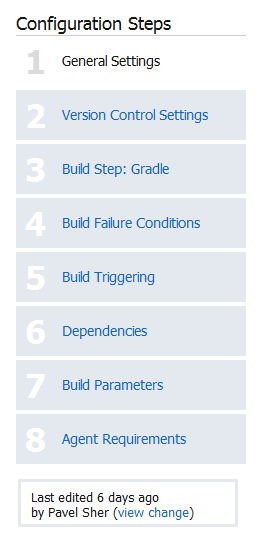 Configuration Steps
1 General Settings
2 Version Control Settings
3 Build Step: Gradle
4 Build Failure Conditions
5 Build Triggering
6 Dependencies
7 Build Parameters
8 Agent Requirements
Last edited 6 days ago
by Pavel Sher (view change)